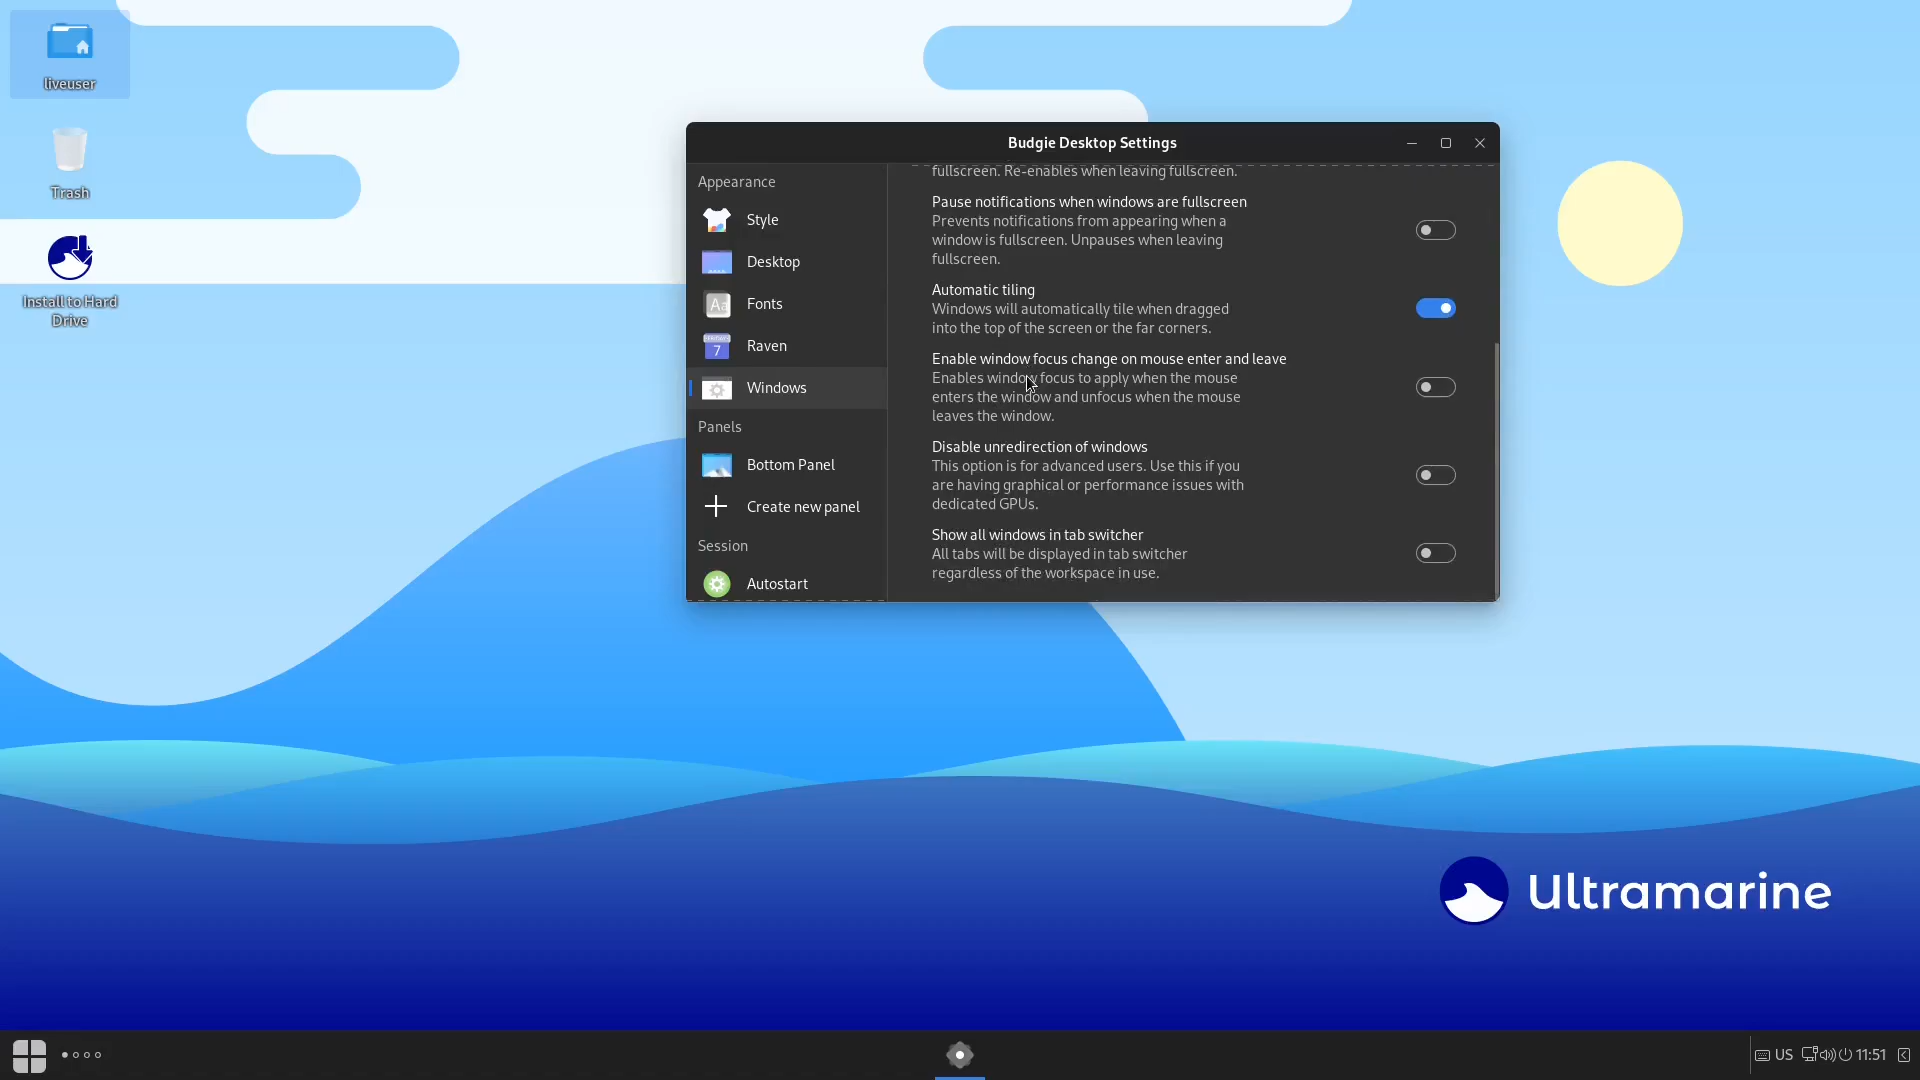 liveuser
Trash
Install to Hard
Drive
Budgie Desktop Settings
Appearance
Style
Desktop
Aa
Fonts
7
Raven
Windows
Panels
Bottom Panel
Create new panel
Session
Autostart
fullscreen. Re-enables when leaving fullscreen.
Pause notifications when windows are fullscreen
Prevents notifications from appearing when a
window is fullscreen. Unpauses when leaving
fullscreen.
Automatic tiling
Windows will automatically tile when dragged
into the top of the screen or the far corners.
Enable window focus change on mouse enter and leave
Enables window focus to apply when the mouse
enters the window and unfocus when the mouse
leaves the window.
Disable unredirection of windows
This option is for advanced users. Use this if you
are having graphical or performance issues with
dedicated GPUs.
Show all windows in tab switcher
All tabs will be displayed in tab switcher
regardless of the workspace in use.
Ultramarine
US
11:51